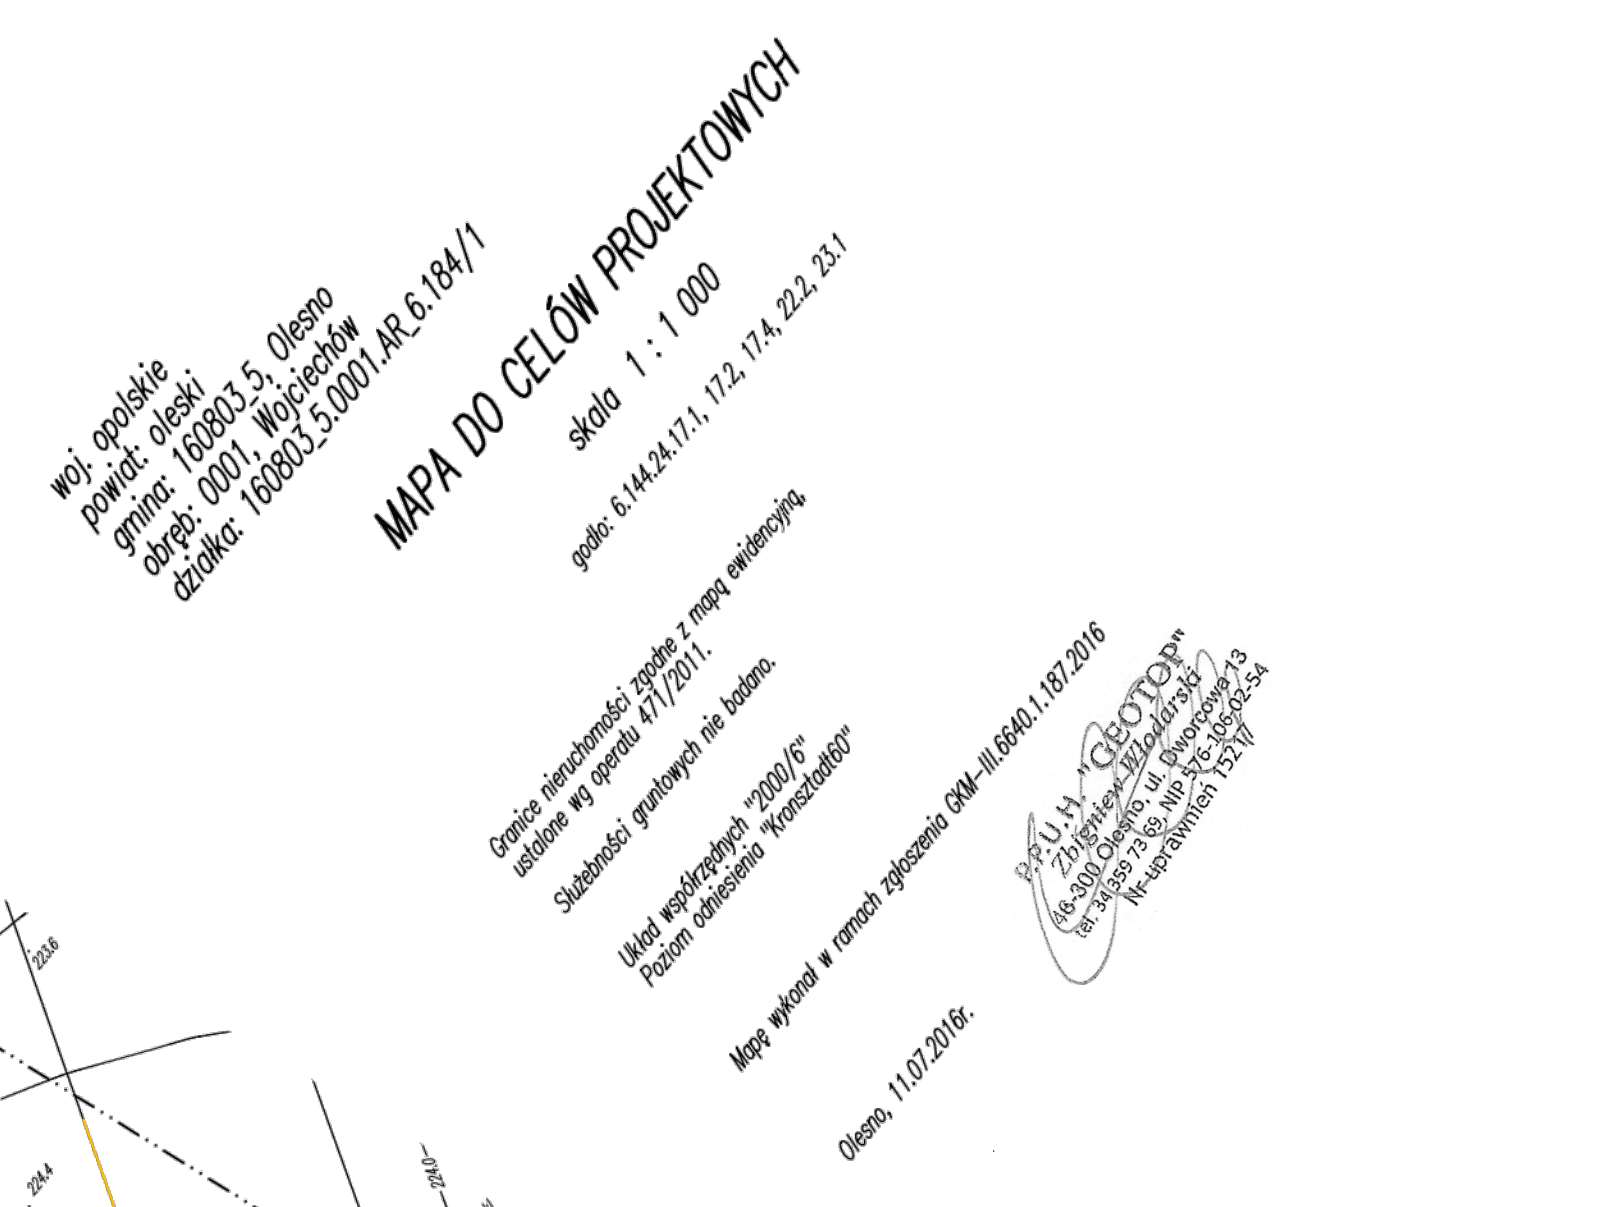 woj. opolskie
powiat: oleski
gmina: 160803_5, Olesno
obręb: 0001, Wojciechów
działka: 160803_5.0001.AR_6.184/1
MAPA DO CELÓW PROJEKTOWYCH
skala 1 : 1 000
godło: 6.144.24.17.1, 17.2, 17.4, 22.2, 23.1
Granice nieruchomości zgodne z mapą ewidencyjną,
ustalone wg operatu 471/2011.
Służebności gruntowych nie badano.
Układ współrzędnych "2000/6"
Poziom odniesienia "Kronsztadt60"
Mapę wykonał w ramach zgłoszenia GKM-III.6640.1.187.2016
P.P.U.H. "GEOTOP"
Zbigniew Włodarski
46-300 Olesno, ul. Dworcowa 13
tel. 34 359 73 69, NIP 576-106-02-54
Nr uprawnień 15217
Olesno, 11.07.2016r.
223.6
224.4
224.0